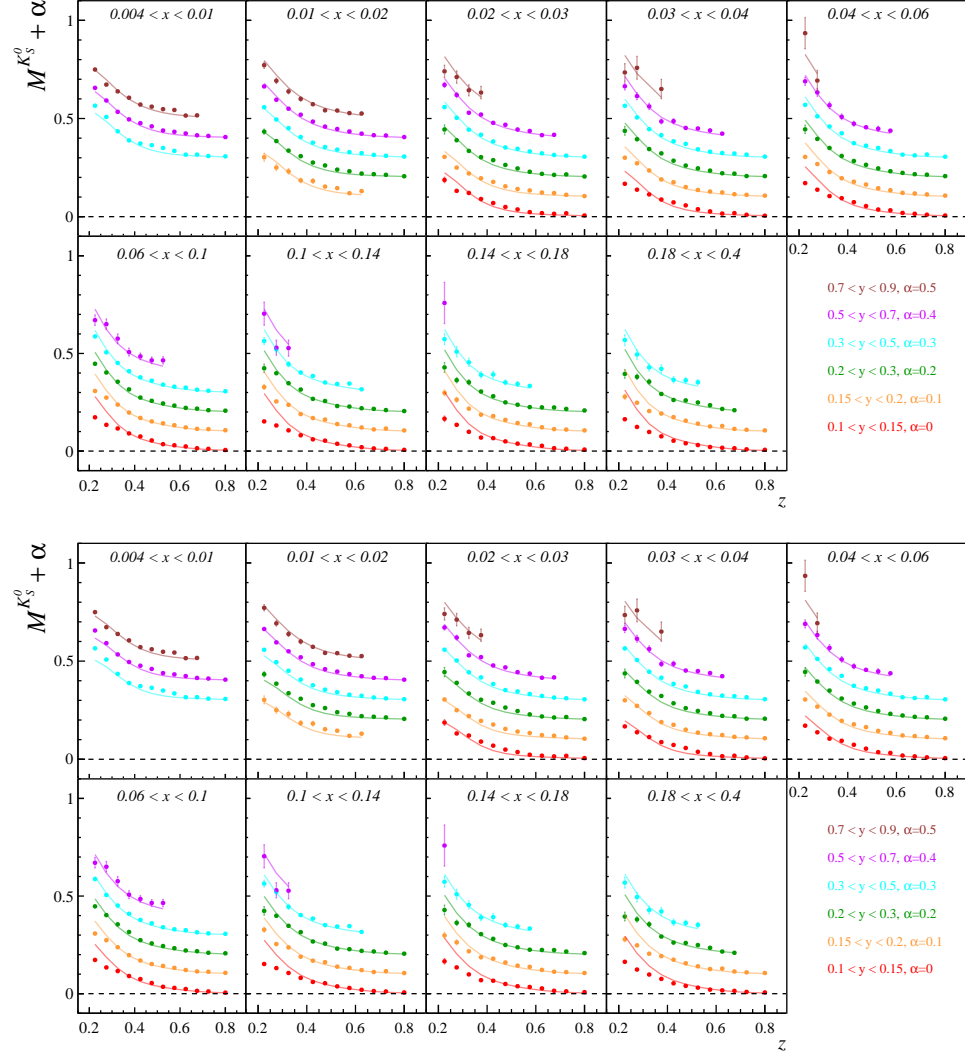 M^{K_S^0} + α
0.004 < x < 0.01
0.01 < x < 0.02
0.02 < x < 0.03
0.03 < x < 0.04
0.04 < x < 0.06
1
0.5
0
0.06 < x < 0.1
0.1 < x < 0.14
0.14 < x < 0.18
0.18 < x < 0.4
0.2 0.4 0.6 0.8
1
0.5
0
0.7 < y < 0.9, α=0.5
0.5 < y < 0.7, α=0.4
0.3 < y < 0.5, α=0.3
0.2 < y < 0.3, α=0.2
0.15 < y < 0.2, α=0.1
0.1 < y < 0.15, α=0
0.2 0.4 0.6 0.8 0.2 0.4 0.6 0.8 0.2 0.4 0.6 0.8 0.2 0.4 0.6 0.8
z
M^{K_S^0} + α
0.004 < x < 0.01
0.01 < x < 0.02
0.02 < x < 0.03
0.03 < x < 0.04
0.04 < x < 0.06
1
0.5
0
0.06 < x < 0.1
0.1 < x < 0.14
0.14 < x < 0.18
0.18 < x < 0.4
0.2 0.4 0.6 0.8
1
0.5
0
0.7 < y < 0.9, α=0.5
0.5 < y < 0.7, α=0.4
0.3 < y < 0.5, α=0.3
0.2 < y < 0.3, α=0.2
0.15 < y < 0.2, α=0.1
0.1 < y < 0.15, α=0
0.2 0.4 0.6 0.8 0.2 0.4 0.6 0.8 0.2 0.4 0.6 0.8 0.2 0.4 0.6 0.8
z